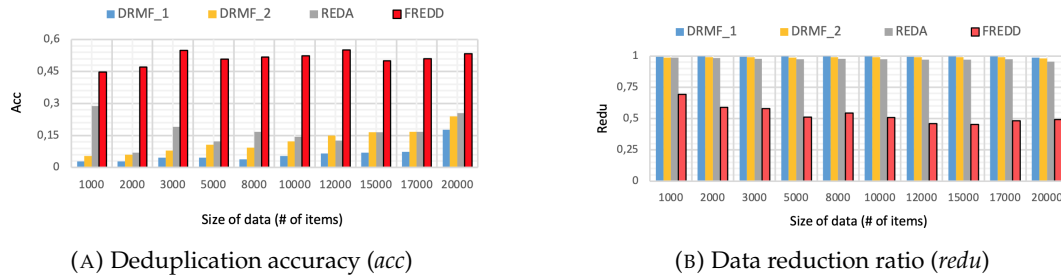 DRMF_1 DRMF_2 REDA FREDD
0,6
0,45
0,3
0,15
0
Acc
1000 2000 3000 5000 8000 10000 12000 15000 17000 20000
Size of data (# of items)
(A) Deduplication accuracy (acc)
DRMF_1 DRMF_2 REDA FREDD
1
0,75
0,5
0,25
0
Redu
1000 2000 3000 5000 8000 10000 12000 15000 17000 20000
Size of data (# of items)
(B) Data reduction ratio (redu)